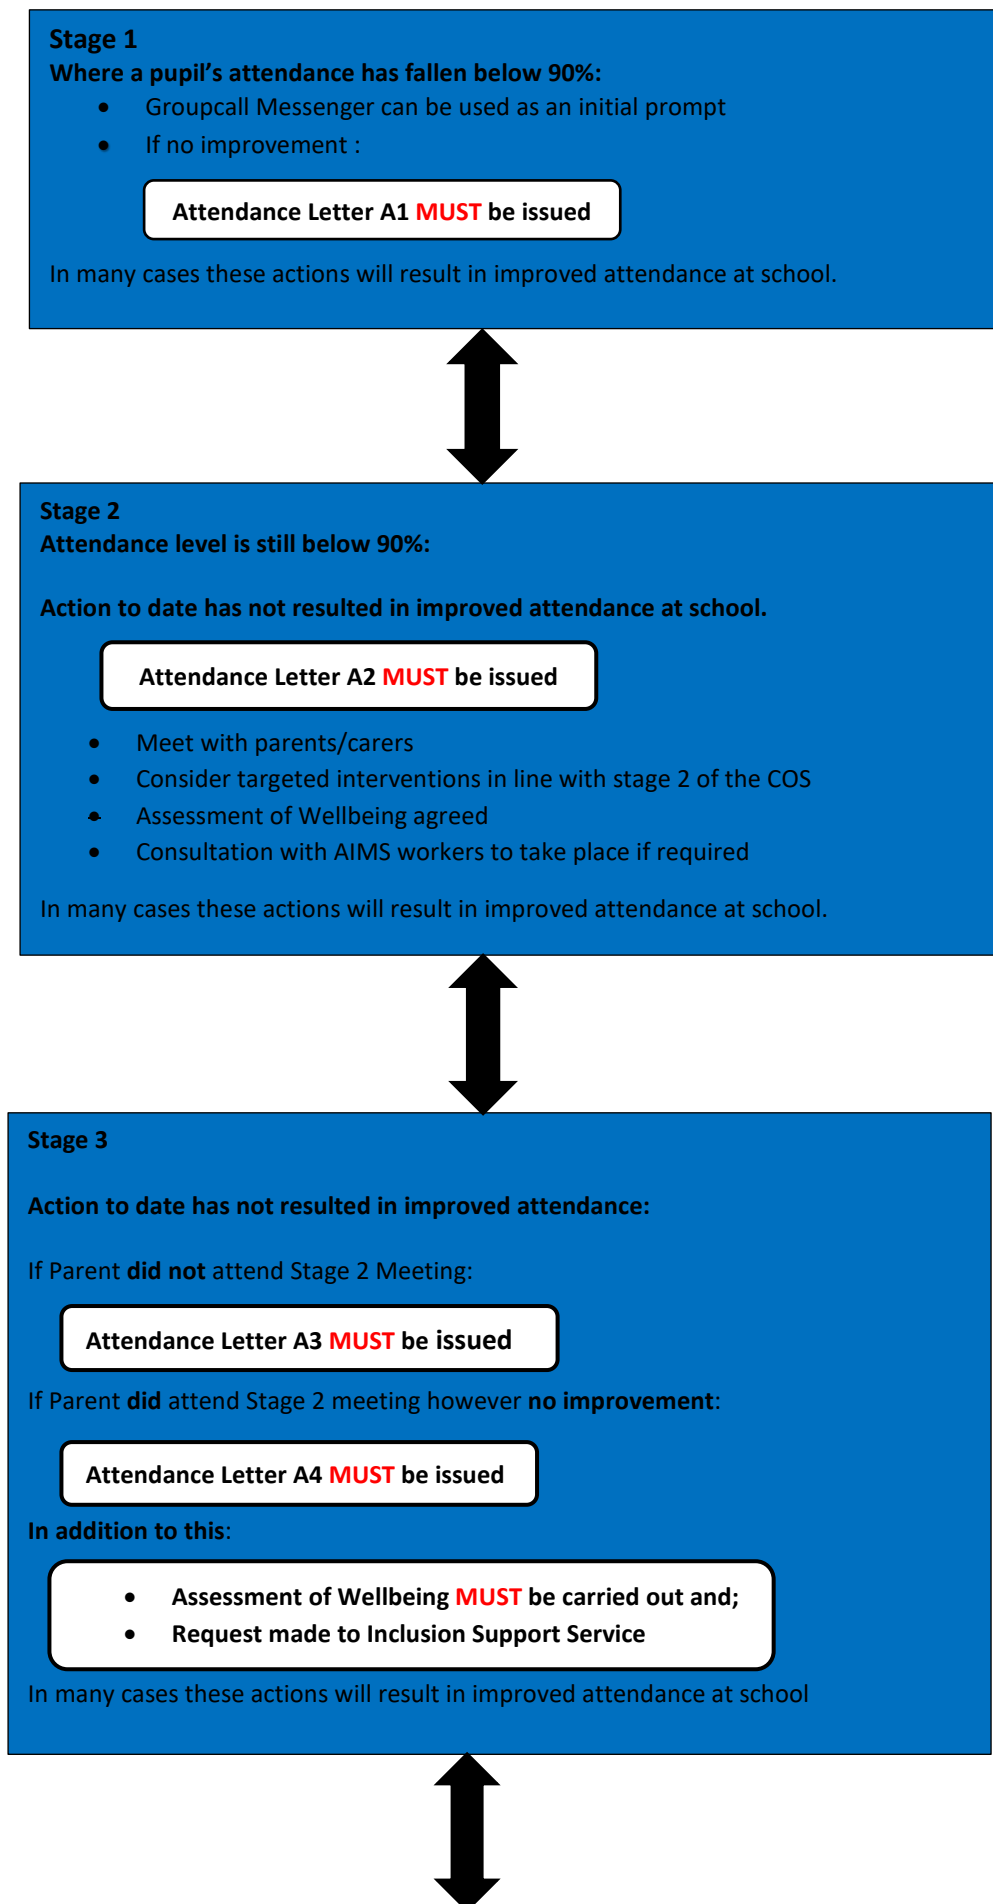 Stage 1
Where a pupil's attendance has fallen below 90%:
• Groupcall Messenger can be used as an initial prompt
• If no improvement :
Attendance Letter A1 MUST be issued
In many cases these actions will result in improved attendance at school.
Stage 2
Attendance level is still below 90%:
Action to date has not resulted in improved attendance at school.
Attendance Letter A2 MUST be issued
• Meet with parents/carers
• Consider targeted interventions in line with stage 2 of the COS
• Assessment of Wellbeing agreed
• Consultation with AIMS workers to take place if required
In many cases these actions will result in improved attendance at school.
Stage 3
Action to date has not resulted in improved attendance:
If Parent did not attend Stage 2 Meeting:
Attendance Letter A3 MUST be issued
If Parent did attend Stage 2 meeting however no improvement:
Attendance Letter A4 MUST be issued
In addition to this:
• Assessment of Wellbeing MUST be carried out and;
• Request made to Inclusion Support Service
In many cases these actions will result in improved attendance at school